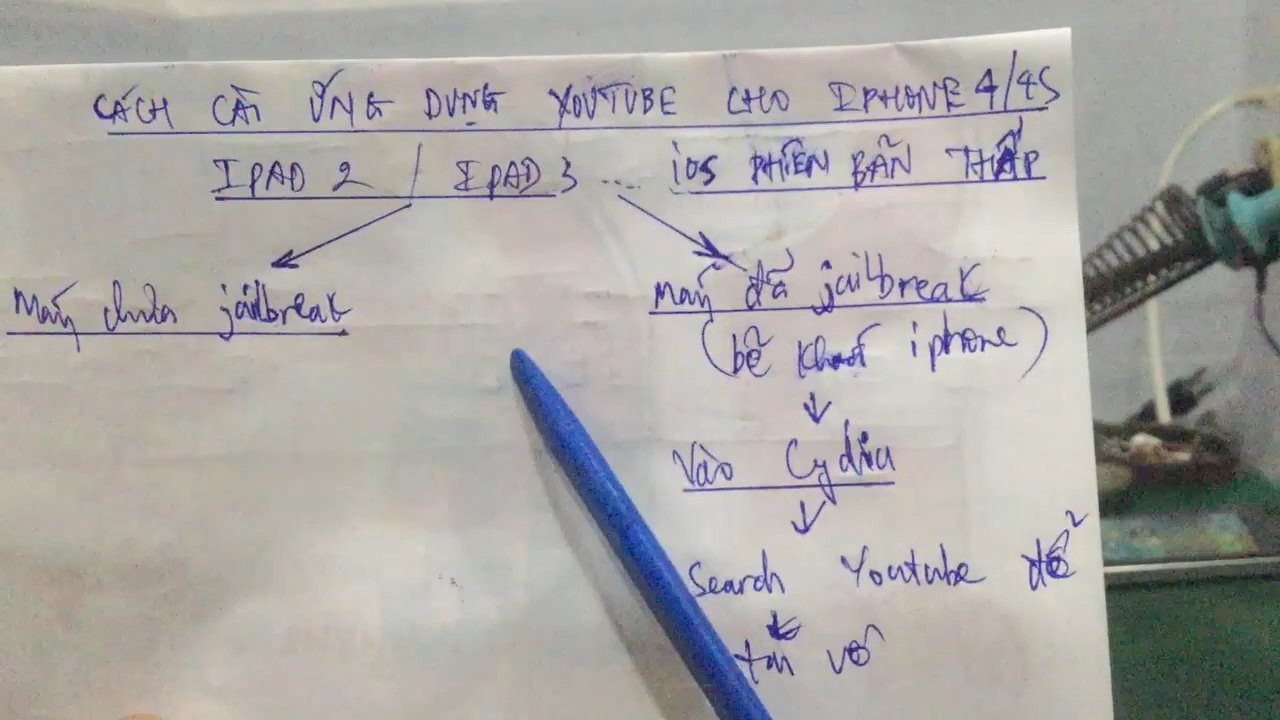 CÁCH CÀI ỨNG DỤNG YOUTUBE CHO IPHONE 4/4S
IPAD 2 / IPAD 3 .... iOS PHIÊN BẢN THẤP
Máy chưa jailbreak
Máy đã jailbreak
(bẻ khoá iphone)
Vào Cydia
Search Youtube để
tải về